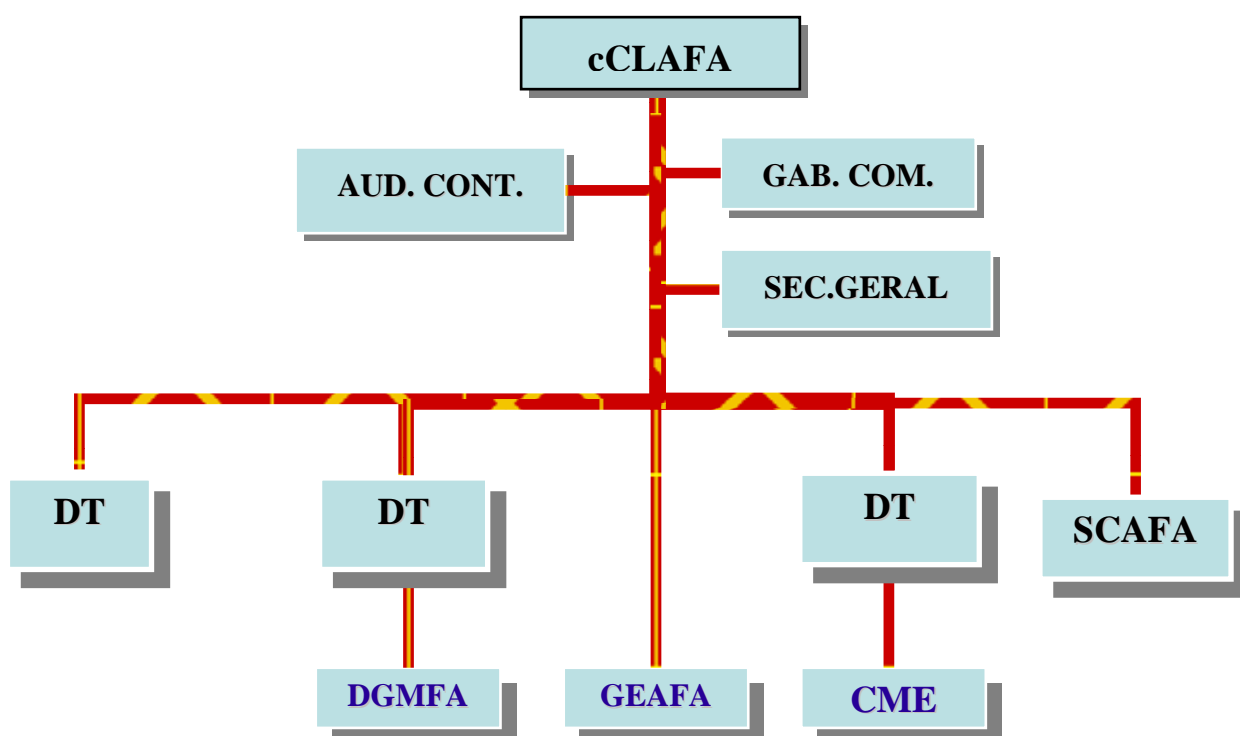 cCLAFA
AUD. CONT.
GAB. COM.
SEC.GERAL
DT
DT
DT
SCAFA
DGMFA
GEAFA
CME